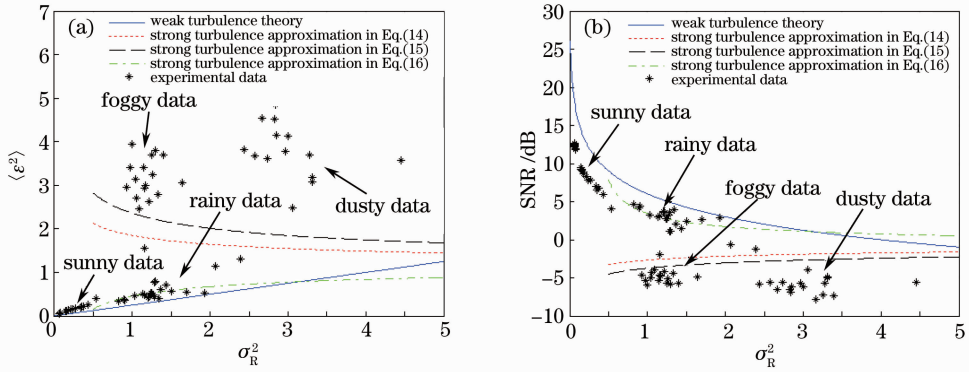 (a)
weak turbulence theory
strong turbulence approximation in Eq.(14)
strong turbulence approximation in Eq.(15)
strong turbulence approximation in Eq.(16)
experimental data
foggy data
rainy data
dusty data
sunny data
7
6
5
4
3
2
1
0
⟨ε²⟩
0 1 2 3 4 5
σ_R^2
(b)
weak turbulence theory
strong turbulence approximation in Eq.(14)
strong turbulence approximation in Eq.(15)
strong turbulence approximation in Eq.(16)
experimental data
sunny data
rainy data
foggy data
dusty data
30
25
20
15
10
5
0
−5
−10
SNR/dB
0 1 2 3 4 5
σ_R^2